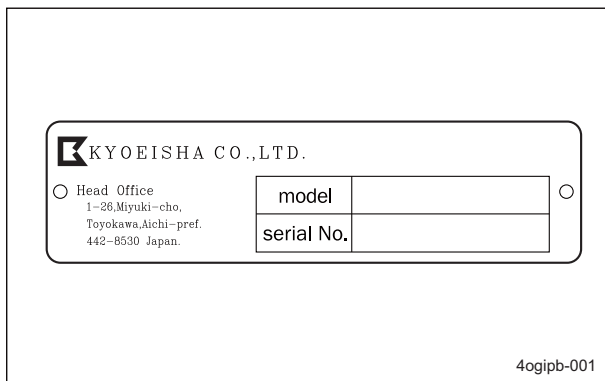 KYOEISHA CO.,LTD.
Head Office
1-26,Miyuki-cho,
Toyokawa,Aichi-pref.
442-8530 Japan.
model
serial No.
4ogipb-001